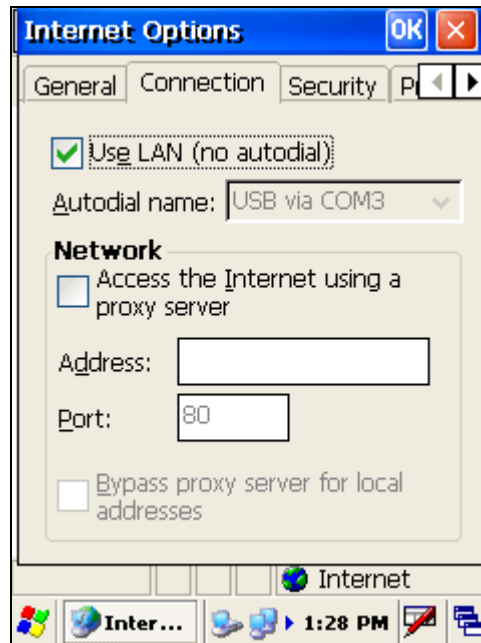 Internet Options OK
General Connection Security
Use LAN (no autodial)
Autodial name: USB via COM3
Network
Access the Internet using a
proxy server
Address:
Port: 80
Bypass proxy server for local
addresses
Internet
Inter... 1:28 PM